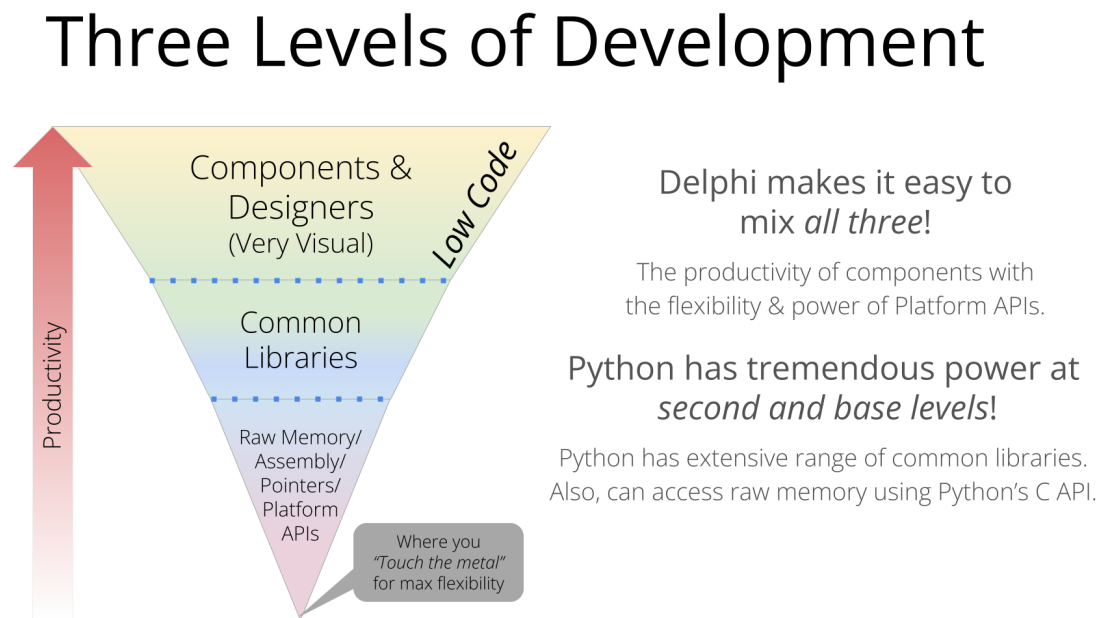 Three Levels of Development
Productivity
Components &
Designers
(Very Visual)
Low Code
Common
Libraries
Raw Memory/
Assembly/
Pointers/
Platform
APIs
Where you
“Touch the metal”
for max flexibility
Delphi makes it easy to
mix all three!
The productivity of components with
the flexibility & power of Platform APIs.
Python has tremendous power at
second and base levels!
Python has extensive range of common libraries.
Also, can access raw memory using Python’s C API.